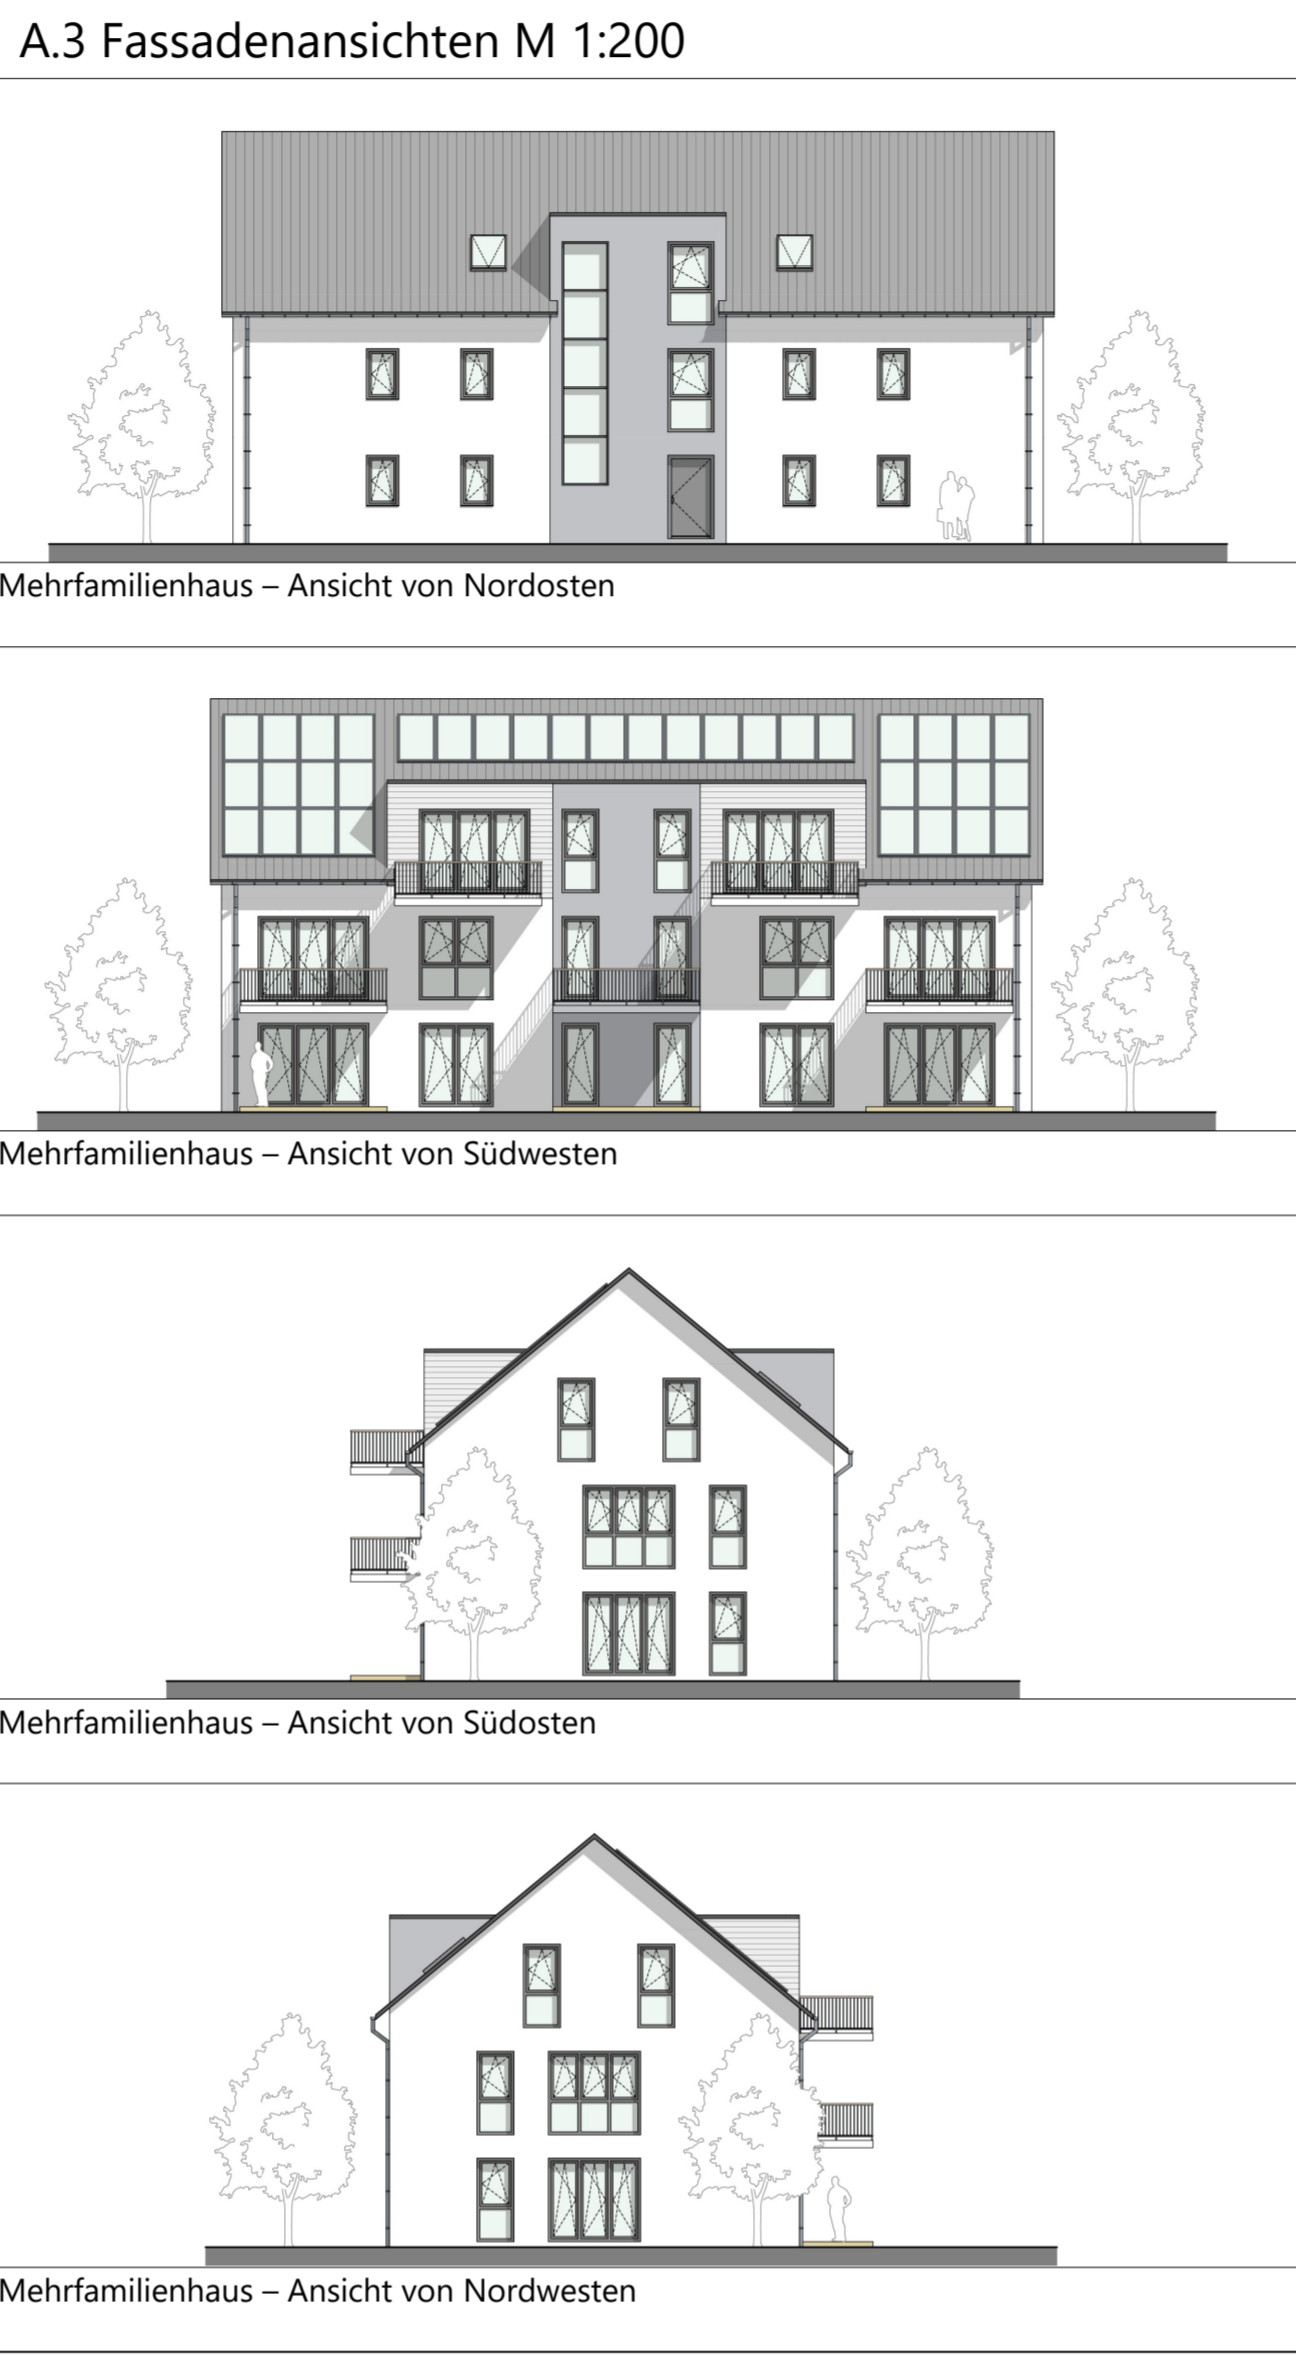 A.3 Fassadenansichten M 1:200
Mehrfamilienhaus – Ansicht von Nordosten
Mehrfamilienhaus – Ansicht von Südwesten
Mehrfamilienhaus – Ansicht von Südosten
Mehrfamilienhaus – Ansicht von Nordwesten